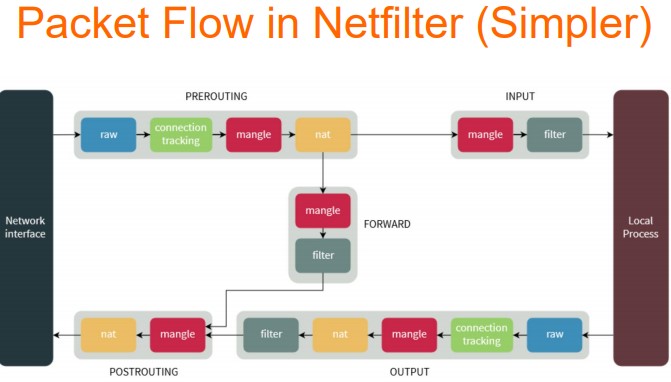 Packet Flow in Netfilter (Simpler)
PREROUTING
INPUT
raw
connection
tracking
mangle
nat
mangle
filter
Network
interface
mangle
filter
FORWARD
Local
Process
nat
mangle
filter
nat
mangle
connection
tracking
raw
POSTROUTING
OUTPUT